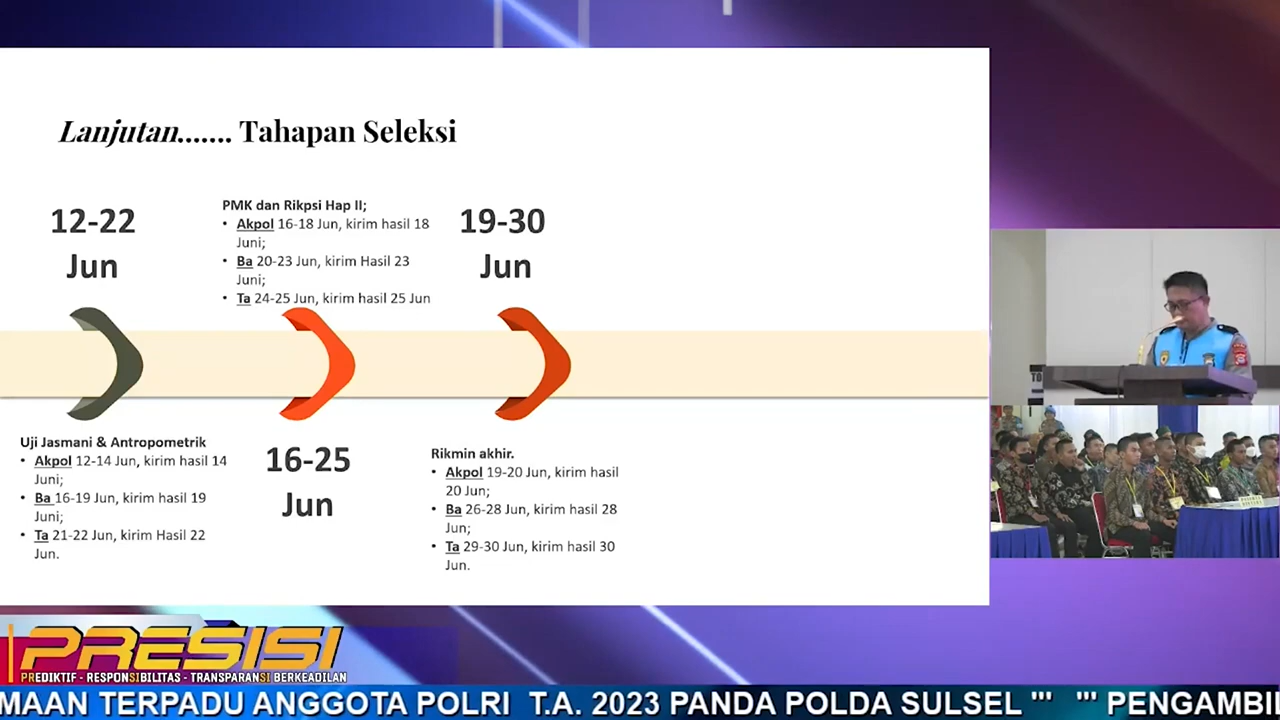 Lanjutan....... Tahapan Seleksi
12-22
Jun
Uji Jasmani & Antropometrik
• Akpol 12-14 Jun, kirim hasil 14
Juni;
• Ba 16-19 Jun, kirim hasil 19
Juni;
• Ta 21-22 Jun, kirim Hasil 22
Jun.
PMK dan Rikpsi Hap II;
• Akpol 16-18 Jun, kirim hasil 18
Juni;
• Ba 20-23 Jun, kirim Hasil 23
Juni;
• Ta 24-25 Jun, kirim hasil 25 Jun
16-25
Jun
19-30
Jun
Rikmin akhir.
• Akpol 19-20 Jun, kirim hasil
20 Jun;
• Ba 26-28 Jun, kirim hasil 28
Jun;
• Ta 29-30 Jun, kirim hasil 30
Jun.
TO
PRESISI
PREDIKTIF - RESPONSIBILITAS - TRANSPARANSI BERKEADILAN
MAAN TERPADU ANGGOTA POLRI T.A. 2023 PANDA POLDA SULSEL ''' ''' PENGAMBIL